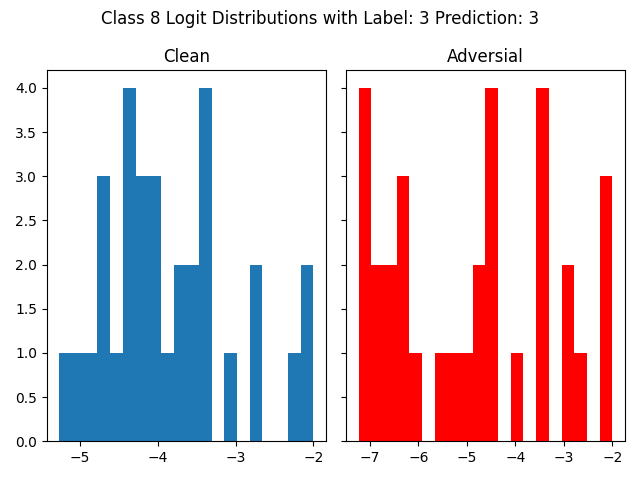 Class 8 Logit Distributions with Label: 3 Prediction: 3
Clean
Adversial
4.0
3.5
3.0
2.5
2.0
1.5
1.0
0.5
0.0
−5 −4 −3 −2
−7 −6 −5 −4 −3 −2